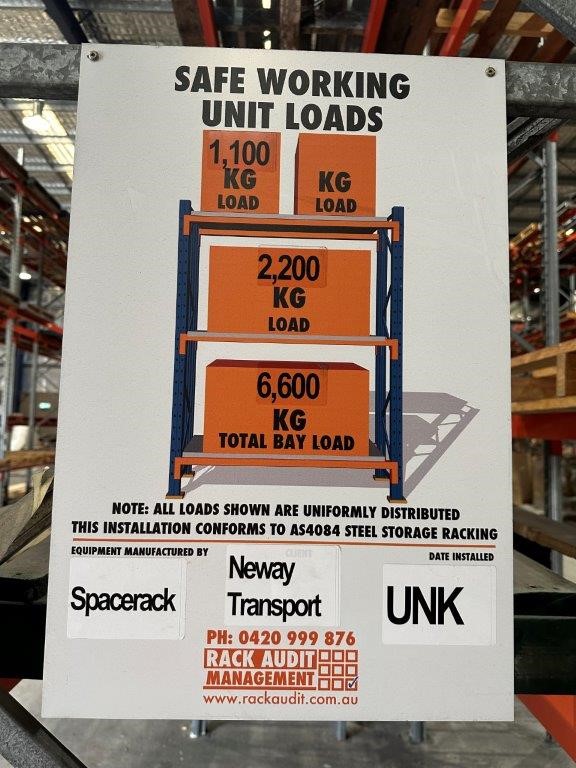 SAFE WORKING
UNIT LOADS
1,100
KG
LOAD
KG
LOAD
2,200
KG
LOAD
6,600
KG
TOTAL BAY LOAD
NOTE: ALL LOADS SHOWN ARE UNIFORMLY DISTRIBUTED
THIS INSTALLATION CONFORMS TO AS4084 STEEL STORAGE RACKING
EQUIPMENT MANUFACTURED BY
CLIENT
DATE INSTALLED
Spacerack
Neway
Transport
UNK
PH: 0420 999 876
RACK AUDIT
MANAGEMENT
www.rackaudit.com.au